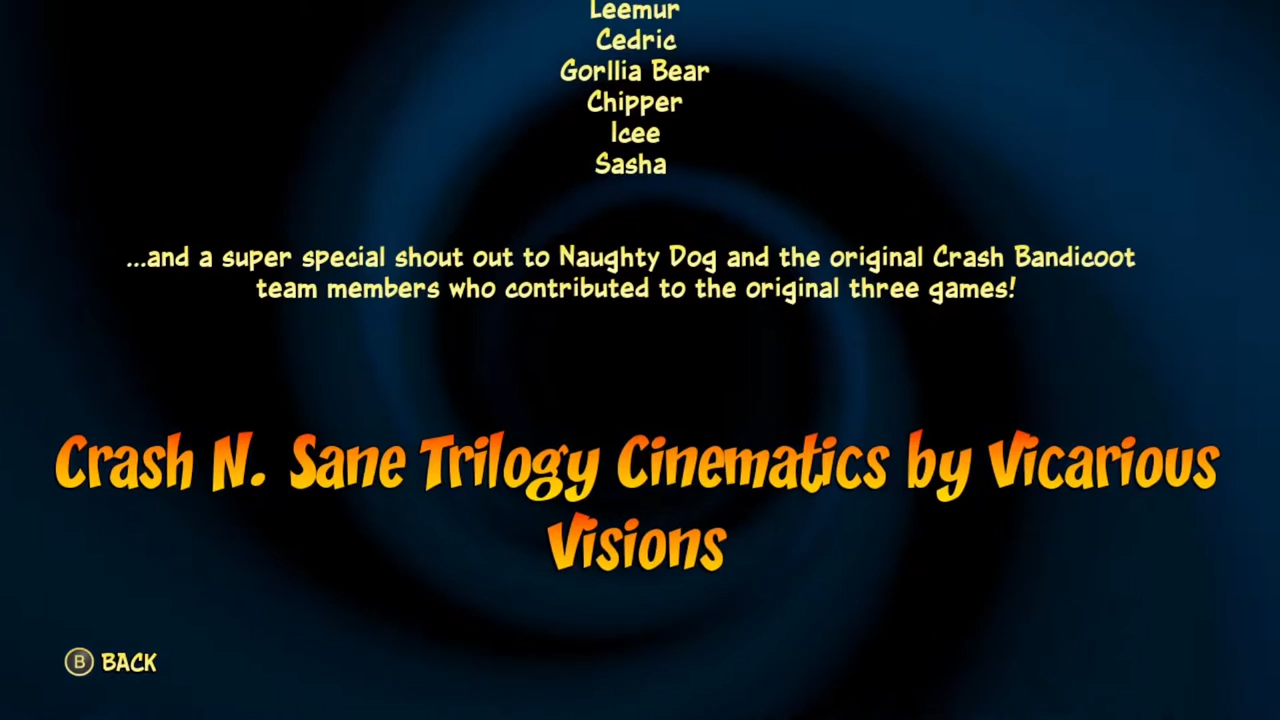 Leemur
Cedric
Gorllia Bear
Chipper
Icee
Sasha
...and a super special shout out to Naughty Dog and the original Crash Bandicoot
team members who contributed to the original three games!
Crash N. Sane Trilogy Cinematics by Vicarious
Visions
B BACK